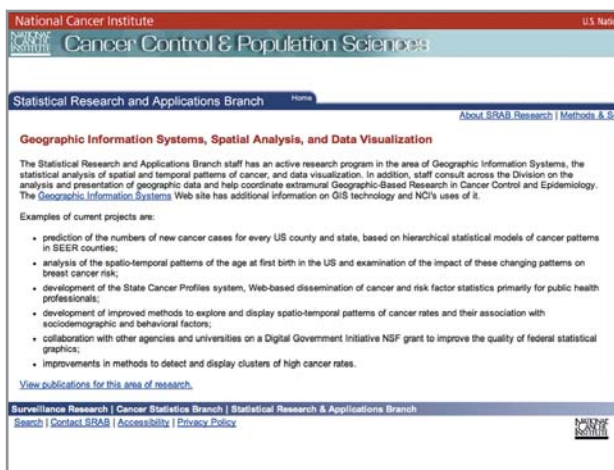 National Cancer Institute
U.S. Nati
NATIONAL
CANCER
INSTITUTE
Cancer Control & Population Sciences
Statistical Research and Applications Branch
Home
About SRAB Research | Methods & S
Geographic Information Systems, Spatial Analysis, and Data Visualization
The Statistical Research and Applications Branch staff has an active research program in the area of Geographic Information Systems, the
statistical analysis of spatial and temporal patterns of cancer, and data visualization. In addition, staff consult across the Division on the
analysis and presentation of geographic data and help coordinate extramural Geographic-Based Research in Cancer Control and Epidemiology.
The Geographic Information Systems Web site has additional information on GIS technology and NCI's uses of it.
Examples of current projects are:
• prediction of the numbers of new cancer cases for every US county and state, based on hierarchical statistical models of cancer patterns
in SEER counties;
• analysis of the spatio-temporal patterns of the age at first birth in the US and examination of the impact of these changing patterns on
breast cancer risk;
• development of the State Cancer Profiles system, Web-based dissemination of cancer and risk factor statistics primarily for public health
professionals;
• development of improved methods to explore and display spatio-temporal patterns of cancer rates and their association with
sociodemographic and behavioral factors;
• collaboration with other agencies and universities on a Digital Government Initiative NSF grant to improve the quality of federal statistical
graphics;
• improvements in methods to detect and display clusters of high cancer rates.
View publications for this area of research.
Surveillance Research | Cancer Statistics Branch | Statistical Research & Applications Branch
Search | Contact SRAB | Accessibility | Privacy Policy
NATIONAL
CANCER
INSTITUTE